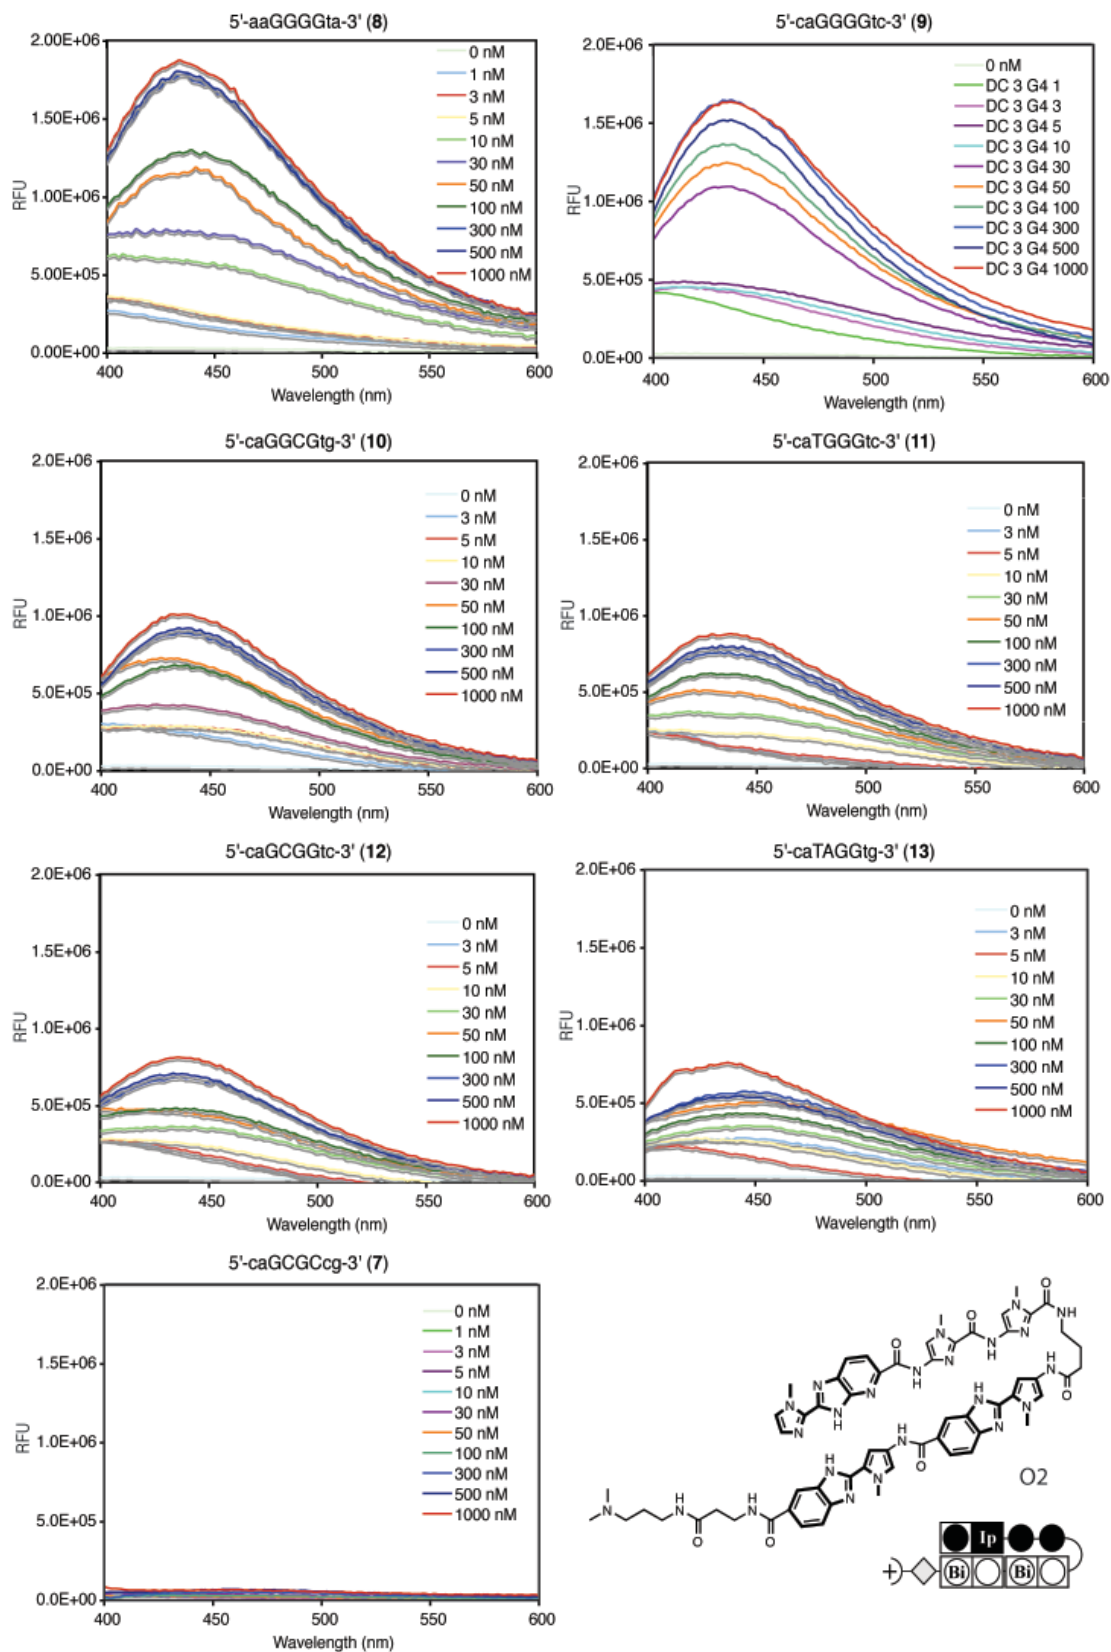 5'-aaGGGGta-3' (8)
2.00E+06
1.50E+06
1.00E+06
5.00E+05
0.00E+00
RFU
400 450 500 550 600
Wavelength (nm)
0 nM
1 nM
3 nM
5 nM
10 nM
30 nM
50 nM
100 nM
300 nM
500 nM
1000 nM
5'-caGGGGtc-3' (9)
2.0E+06
1.5E+06
1.0E+06
5.0E+05
0.0E+00
RFU
400 450 500 550 600
Wavelength (nm)
0 nM
DC 3 G4 1
DC 3 G4 3
DC 3 G4 5
DC 3 G4 10
DC 3 G4 30
DC 3 G4 50
DC 3 G4 100
DC 3 G4 300
DC 3 G4 500
DC 3 G4 1000
5'-caGGCGtg-3' (10)
2.0E+06
1.5E+06
1.0E+06
5.0E+05
0.0E+00
RFU
400 450 500 550 600
Wavelength (nm)
0 nM
3 nM
5 nM
10 nM
30 nM
50 nM
100 nM
300 nM
500 nM
1000 nM
5'-caTGGGtc-3' (11)
2.0E+06
1.5E+06
1.0E+06
5.0E+05
0.0E+00
RFU
400 450 500 550 600
Wavelength (nm)
0 nM
3 nM
5 nM
10 nM
30 nM
50 nM
100 nM
300 nM
500 nM
1000 nM
5'-caGCGGtc-3' (12)
2.0E+06
1.5E+06
1.0E+06
5.0E+05
0.0E+00
RFU
400 450 500 550 600
Wavelength (nm)
0 nM
3 nM
5 nM
10 nM
30 nM
50 nM
100 nM
300 nM
500 nM
1000 nM
5'-caTAGGtg-3' (13)
2.0E+06
1.5E+06
1.0E+06
5.0E+05
0.0E+00
RFU
400 450 500 550 600
Wavelength (nm)
0 nM
3 nM
5 nM
10 nM
30 nM
50 nM
100 nM
300 nM
500 nM
1000 nM
5'-caGCGCcg-3' (7)
2.0E+06
1.5E+06
1.0E+06
5.0E+05
0.0E+00
RFU
400 450 500 550 600
Wavelength (nm)
0 nM
1 nM
3 nM
5 nM
10 nM
30 nM
50 nM
100 nM
300 nM
500 nM
1000 nM
O2
Ip
+ Bi Bi